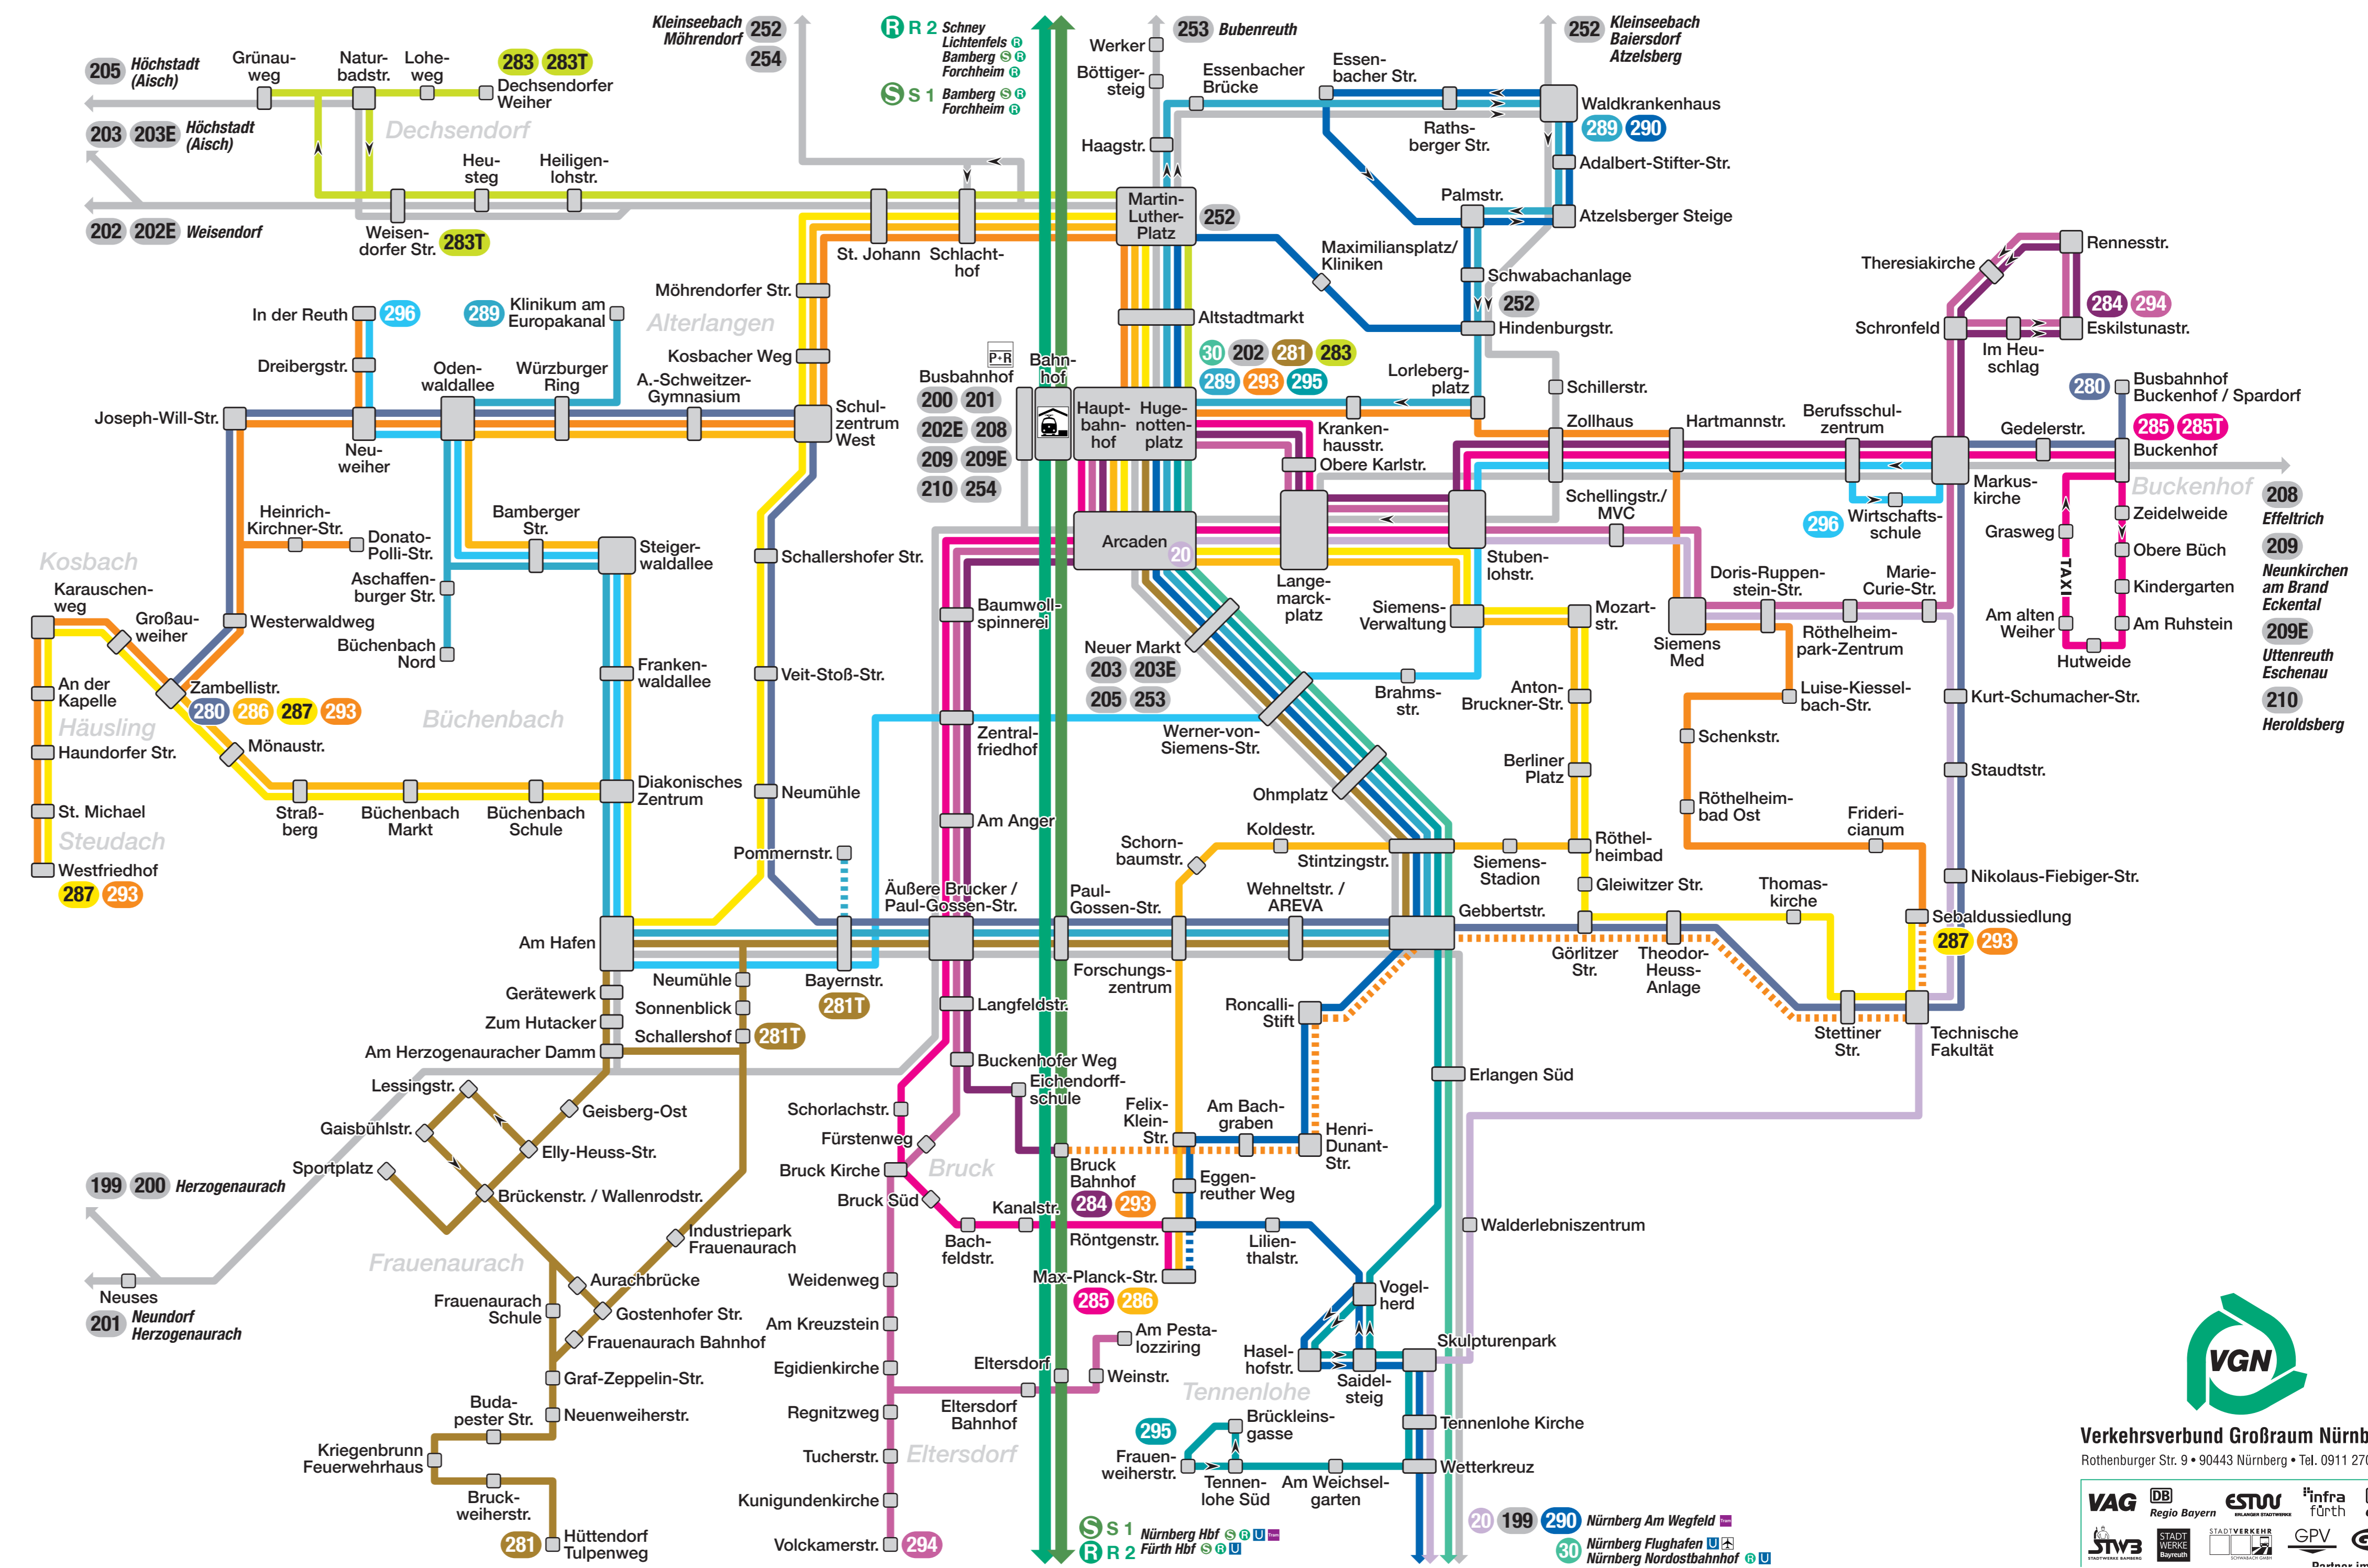 Kleinseebach
Möhrendorf
252
254
R R 2 Schney
Lichtenfels R
Bamberg S R
Forchheim R
S S 1 Bamberg S R
Forchheim R
253 Bubenreuth
252 Kleinseebach
Baiersdorf
Atzelsberg
205 Höchstadt
(Aisch)
203 203E Höchstadt
(Aisch)
202 202E Weisendorf
Grünau-
weg
Natur-
badstr.
Lohe-
weg
283 283T
Dechsendorfer
Weiher
Dechsendorf
Heu-
steg
Heiligen-
lohstr.
Weisen-
dorfer Str.
283T
St. Johann
Schlacht-
hof
Martin-
Luther-
Platz
252
Werker
Böttiger-
steig
Haagstr.
Essenbacher
Brücke
Essen-
bacher Str.
Raths-
berger Str.
Waldkrankenhaus
289 290
Adalbert-Stifter-Str.
Palmstr.
Atzelsberger Steige
Maximiliansplatz/
Kliniken
Schwabachanlage
252
Hindenburgstr.
Altstadtmarkt
30 202 281 283
289 293 295
Lorlebergplatz
Schillerstr.
Kranken-
hausstr.
Obere Karlstr.
Zollhaus
Hartmannstr.
Berufsschul-
zentrum
Gedelerstr.
Theresiakirche
Rennesstr.
284 294
Schronfeld
Eskilstunastr.
Im Heu-
schlag
280
Busbahnhof
Buckenhof / Spardorf
285 285T
Buckenhof
Buckenhof
Markus-
kirche
296
Wirtschafts-
schule
Zeidelweide
Grasweg
Obere Büch
Kindergarten
TAXI
Am alten
Weiher
Am Ruhstein
Hutweide
208
Effeltrich
209
Neunkirchen
am Brand
Eckental
209E
Uttenreuth
Eschenau
210
Heroldsberg
In der Reuth
296
Dreibergstr.
289
Klinikum am
Europakanal
Alterlangen
Möhrendorfer Str.
Kosbacher Weg
Joseph-Will-Str.
Neu-
weiher
Oden-
waldallee
Würzburger
Ring
A.-Schweitzer-
Gymnasium
Schul-
zentrum
West
P+R
Busbahnhof
200 201
202E 208
209 209E
210 254
Bahn-
hof
Haupt-
bahn-
hof
Huge-
notten-
platz
Arcaden
20
Lange-
marck-
platz
Stuben-
lohstr.
Schellingstr./
MVC
Siemens-
Verwaltung
Mozart-
str.
Siemens
Med
Doris-Ruppen-
stein-Str.
Marie-
Curie-Str.
Röthelheim-
park-Zentrum
Heinrich-
Kirchner-Str.
Donato-
Polli-Str.
Bamberger
Str.
Steiger-
waldallee
Aschaffen-
burger Str.
Büchenbach
Nord
Schallershofer Str.
Kosbach
Karauschen-
weg
Großau-
weiher
Westerwaldweg
An der
Kapelle
Zambellistr.
280 286 287 293
Häusling
Haundorfer Str.
Mönaustr.
St. Michael
Steudach
Westfriedhof
287 293
Straß-
berg
Büchenbach
Markt
Büchenbach
Schule
Büchenbach
Franken-
waldallee
Diakonisches
Zentrum
Veit-Stoß-Str.
Neumühle
Baumwoll-
spinnerei
Zentral-
friedhof
Am Anger
Neuer Markt
203 203E
205 253
Werner-von-
Siemens-Str.
Brahms-
str.
Ohmplatz
Anton-
Bruckner-Str.
Berliner
Platz
Luise-Kiessel-
bach-Str.
Schenkstr.
Röthelheim-
bad Ost
Frideri-
cianum
Kurt-Schumacher-Str.
Staudtstr.
Nikolaus-Fiebiger-Str.
Pommernstr.
Äußere Brucker /
Paul-Gossen-Str.
Paul-
Gossen-Str.
Schorn-
baumstr.
Koldestr.
Stintzingstr.
Siemens-
Stadion
Röthel-
heimbad
Gleiwitzer Str.
Thomas-
kirche
Sebaldussiedlung
287 293
Wehneltstr. /
AREVA
Gebbertstr.
Am Hafen
Bayernstr.
281T
Forschungs-
zentrum
Görlitzer
Str.
Theodor-
Heuss-
Anlage
Stettiner
Str.
Technische
Fakultät
Gerätewerk
Neumühle
Zum Hutacker
Sonnenblick
Schallershof
281T
Am Herzogenauracher Damm
Langfeldstr.
Buckenhofer Weg
Eichendorff-
schule
Roncalli-
Stift
Erlangen Süd
Lessingstr.
Geisberg-Ost
Gaisbühlstr.
Elly-Heuss-Str.
Sportplatz
Brückenstr. / Wallenrodstr.
199 200 Herzogenaurach
Neuses
201 Neundorf
Herzogenaurach
Frauenaurach
Industriepark
Frauenaurach
Aurachbrücke
Frauenaurach
Schule
Gostenhofer Str.
Frauenaurach Bahnhof
Graf-Zeppelin-Str.
Buda-
pester Str.
Neuenweiherstr.
Kriegenbrunn
Feuerwehrhaus
Bruck-
weiherstr.
281
Hüttendorf
Tulpenweg
Schorlachstr.
Fürstenweg
Bruck Kirche
Bruck
Bruck Süd
Kanalstr.
Bach-
feldstr.
Bruck
Bahnhof
284 293
Röntgenstr.
Max-Planck-Str.
285 286
Felix-
Klein-
Str.
Am Bach-
graben
Henri-
Dunant-
Str.
Eggen-
reuther Weg
Lilien-
thalstr.
Vogel-
herd
Walderlebniszentrum
Skulpturenpark
Hasel-
hofstr.
Saidel-
steig
Tennenlohe
Tennenlohe Kirche
Weidenweg
Am Kreuzstein
Egidienkirche
Eltersdorf
Am Pesta-
lozziring
Weinstr.
Eltersdorf
Bahnhof
Regnitzweg
Tucherstr.
Eltersdorf
Kunigundenkirche
Volckamerstr.
294
295
Brückleins-
gasse
Frauen-
weiherstr.
Tennen-
lohe Süd
Am Weichsel-
garten
Wetterkreuz
S S 1 Nürnberg Hbf S R U Tram
R R 2 Fürth Hbf S R U
20 199 290 Nürnberg Am Wegfeld Tram
30 Nürnberg Flughafen U
Nürnberg Nordostbahnhof R U
VGN
Verkehrsverbund Großraum Nürnb
Rothenburger Str. 9 • 90443 Nürnberg • Tel. 0911 270
VAG
DB
Regio Bayern
ESTW
ERLANGER STADTWERKE
infra
fürth
STWB
STADTWERKE BAMBERG
STADT
WERKE
Bayreuth
STADTVERKEHR
SCHWABACH GMBH
GPV
Partner im